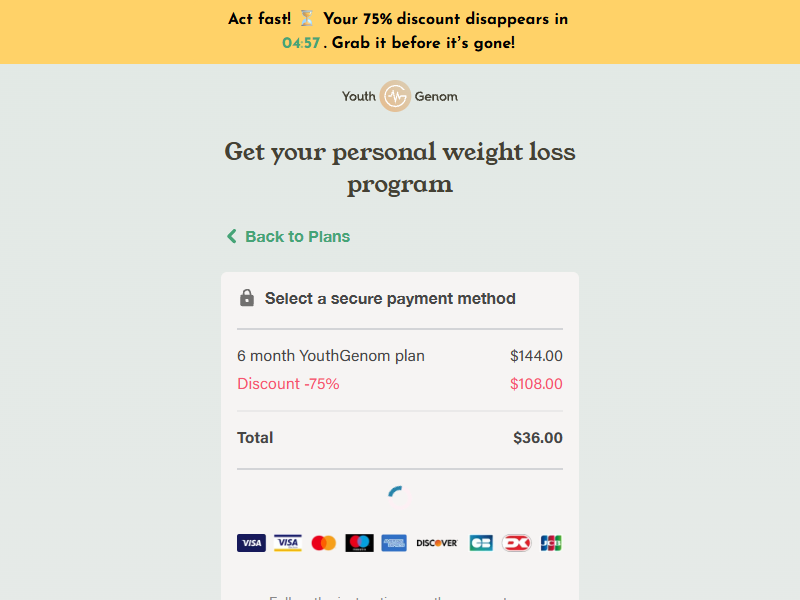 Act fast! ⏳ Your 75% discount disappears in
04:57 . Grab it before it's gone!
Youth Genom
Get your personal weight loss
program
Back to Plans
Select a secure payment method
6 month YouthGenom plan $144.00
Discount -75% $108.00
Total $36.00
VISA VISA DISCOVER CB DK JCB